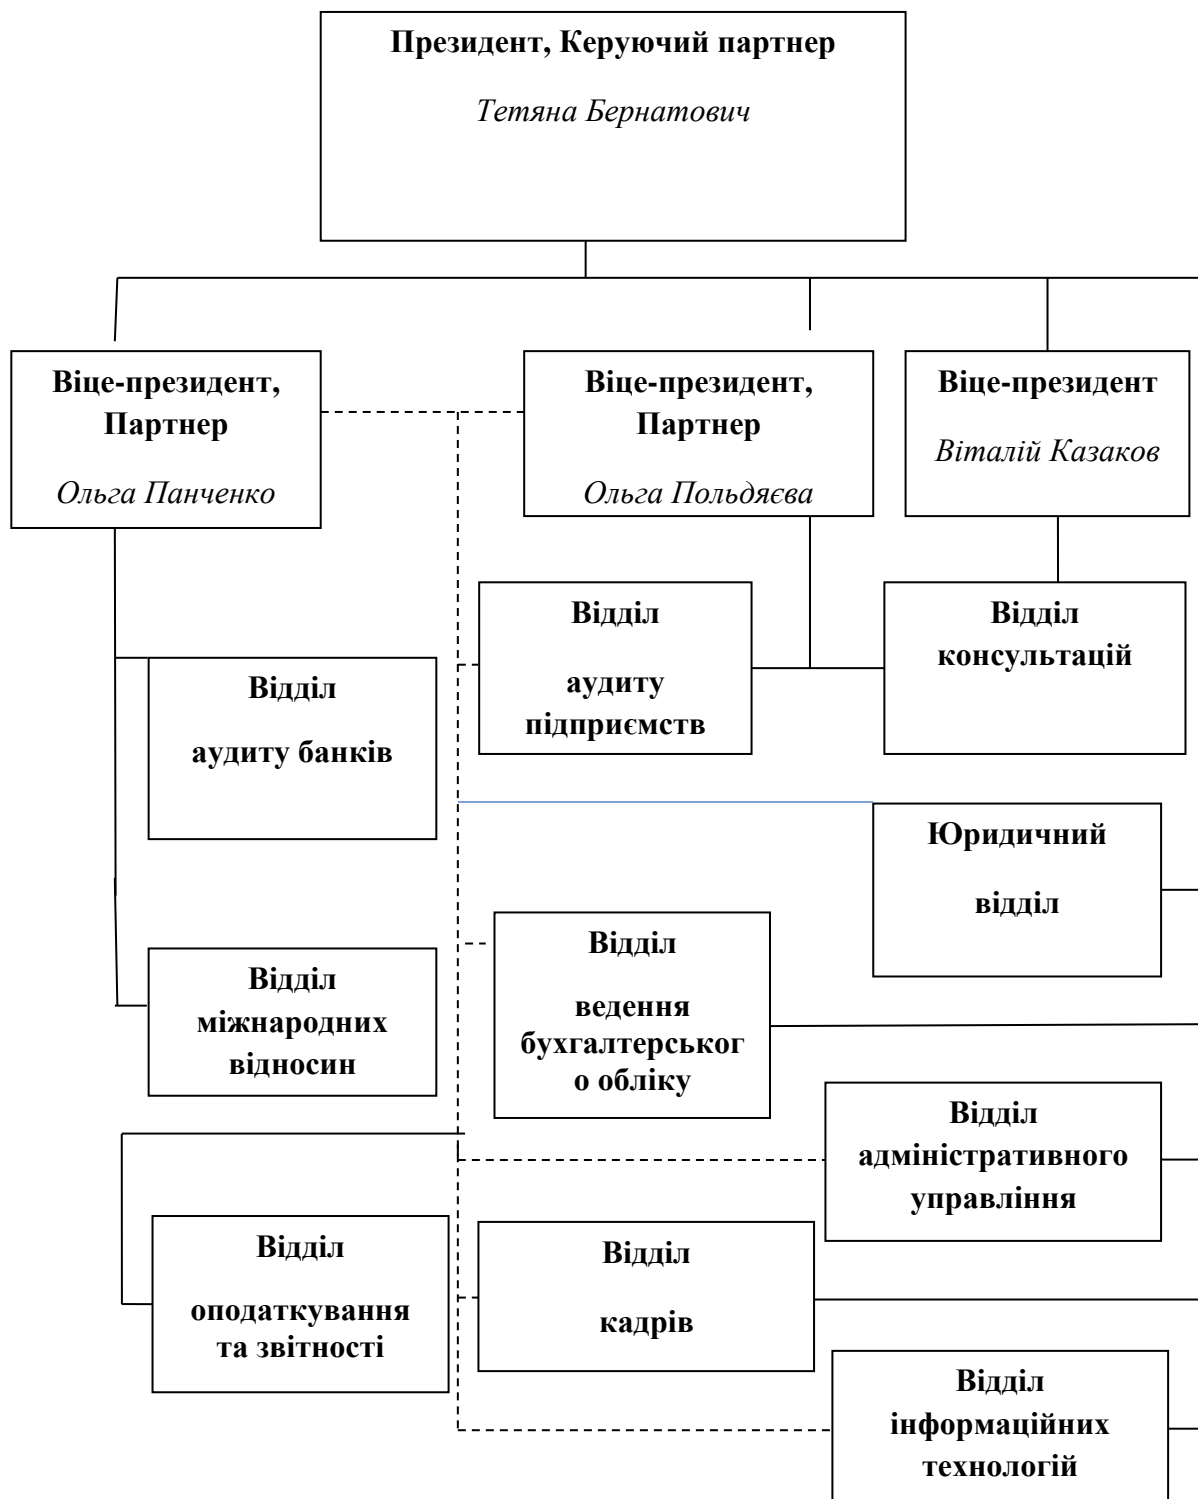 Президент, Керуючий партнер
Тетяна Бернатович
Віце-президент,
Партнер
Ольга Панченко
Віце-президент,
Партнер
Ольга Польдяєва
Віце-президент
Віталій Казаков
Відділ
аудиту
підприємств
Відділ
консультацій
Відділ
аудиту банків
Юридичний
відділ
Відділ
ведення
бухгалтерськог
о обліку
Відділ
міжнародних
відносин
Відділ
адміністративного
управління
Відділ
оподаткування
та звітності
Відділ
кадрів
Відділ
інформаційних
технологій